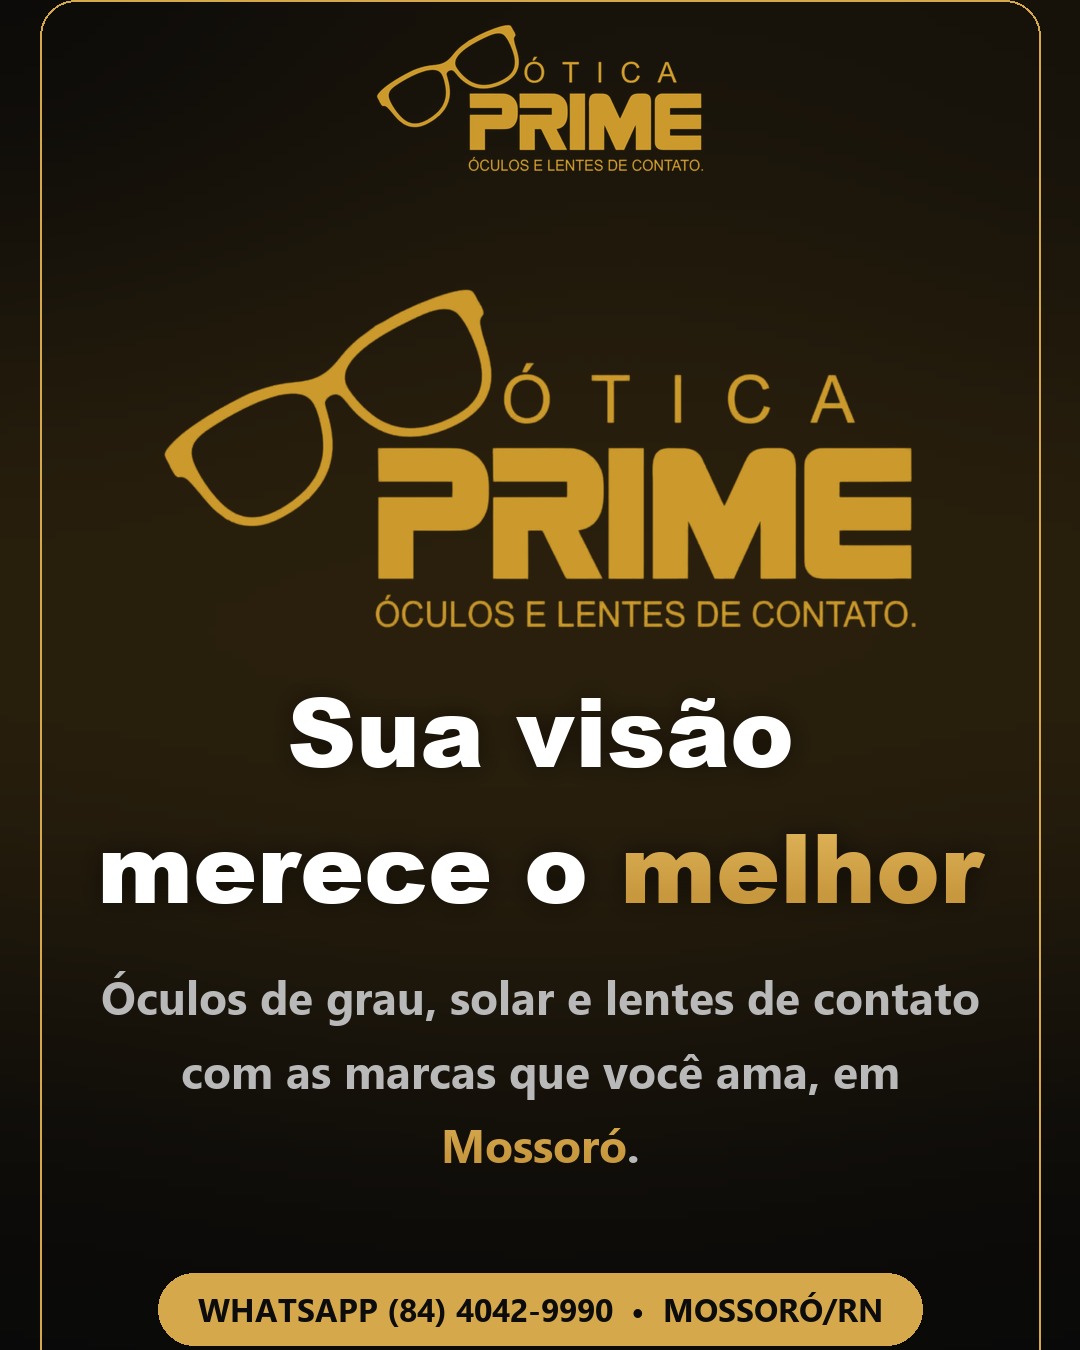 ÓTICA
PRIME
ÓCULOS E LENTES DE CONTATO.
ÓTICA
PRIME
ÓCULOS E LENTES DE CONTATO.
Sua visão
merece o melhor
Óculos de grau, solar e lentes de contato
com as marcas que você ama, em
Mossoró.
WHATSAPP (84) 4042-9990 • MOSSORÓ/RN